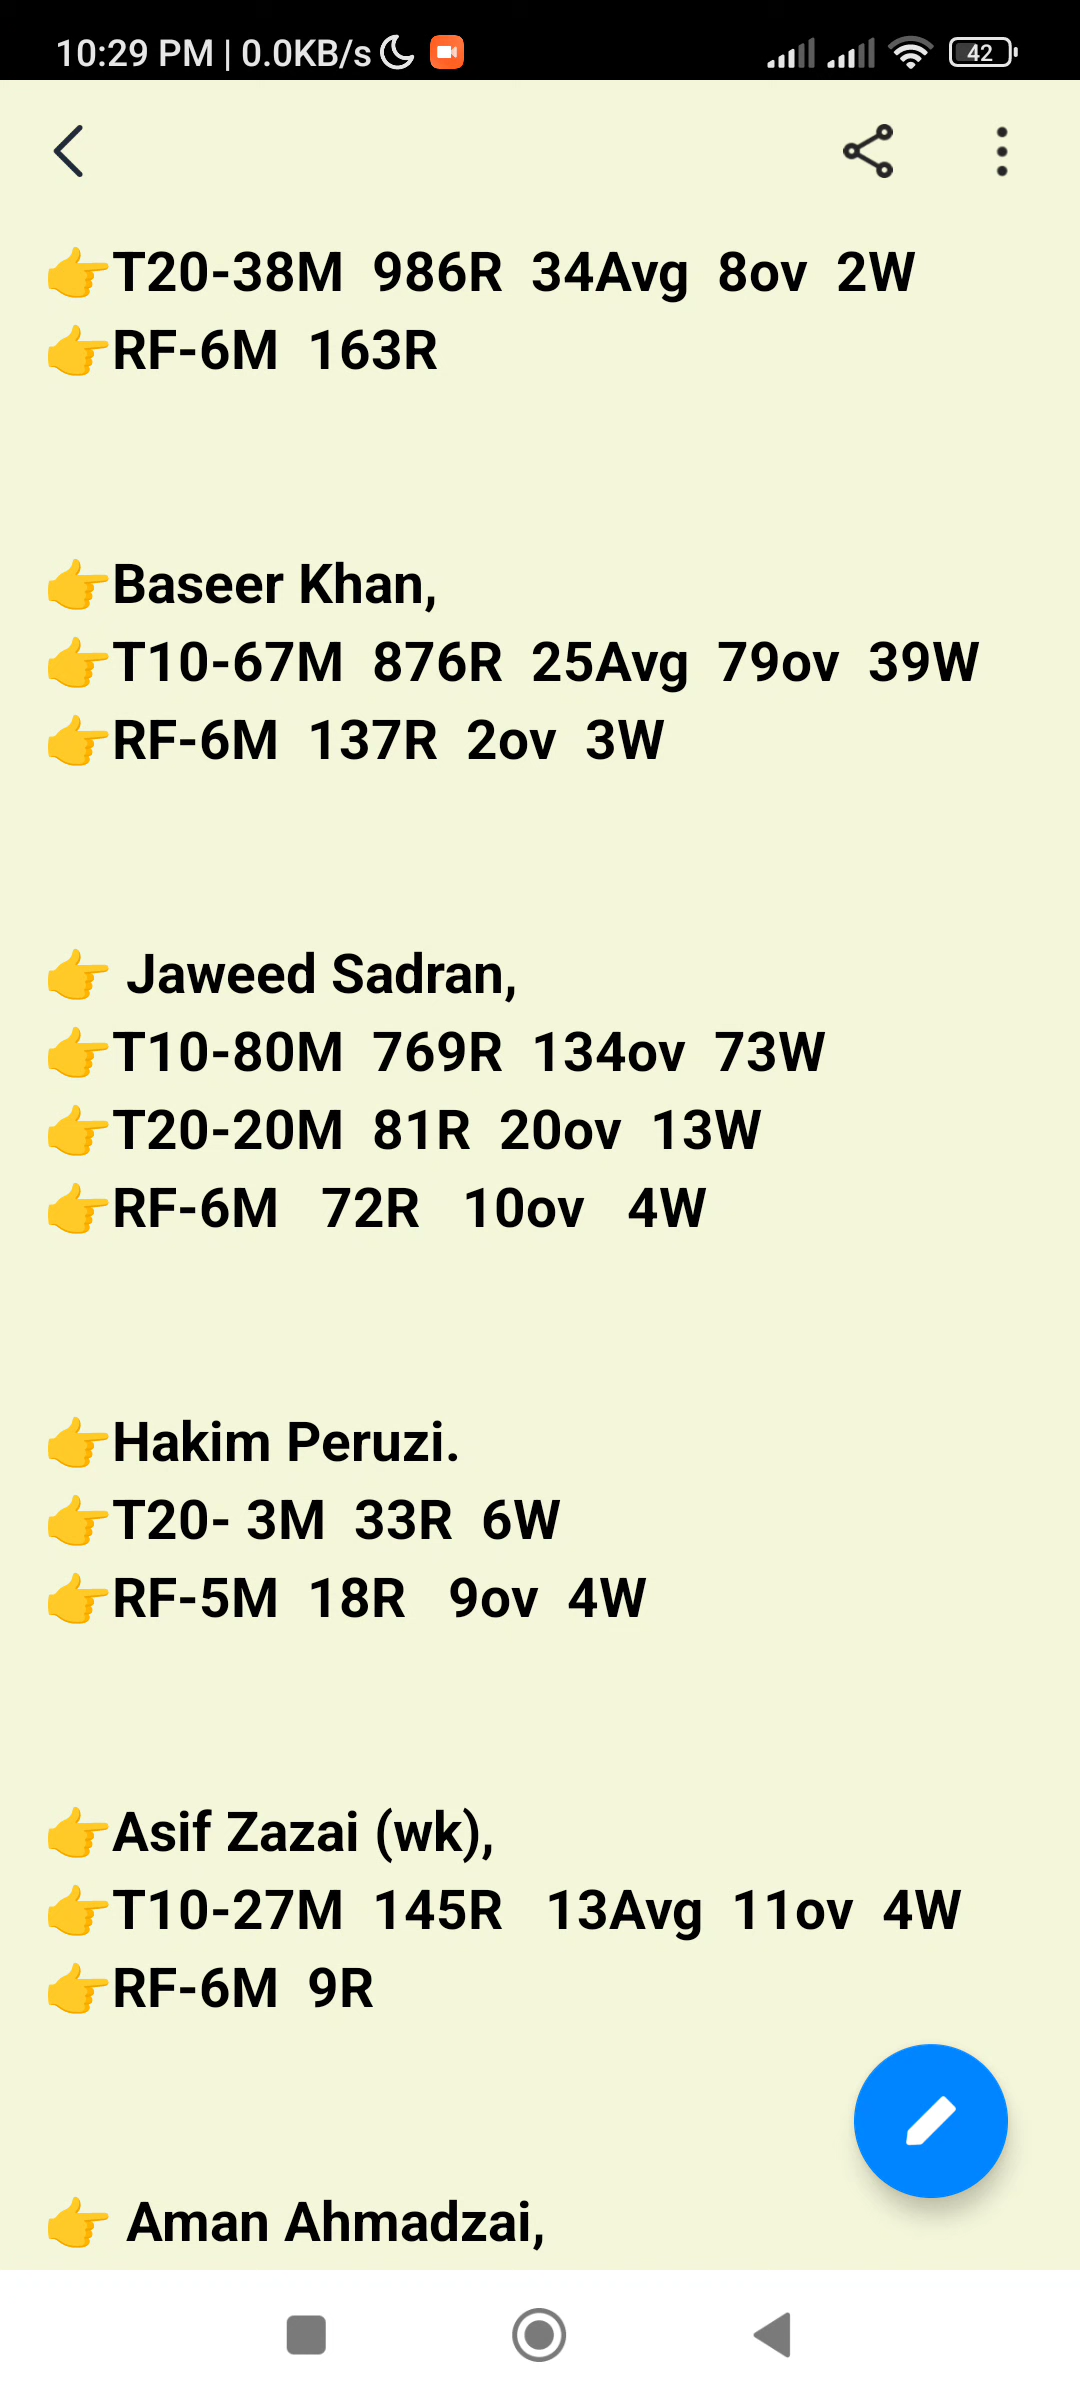 10:29 PM | 0.0KB/s 42
👉T20-38M 986R 34Avg 8ov 2W
👉RF-6M 163R
👉Baseer Khan,
👉T10-67M 876R 25Avg 79ov 39W
👉RF-6M 137R 2ov 3W
👉 Jaweed Sadran,
👉T10-80M 769R 134ov 73W
👉T20-20M 81R 20ov 13W
👉RF-6M 72R 10ov 4W
👉Hakim Peruzi.
👉T20- 3M 33R 6W
👉RF-5M 18R 9ov 4W
👉Asif Zazai (wk),
👉T10-27M 145R 13Avg 11ov 4W
👉RF-6M 9R
👉 Aman Ahmadzai,